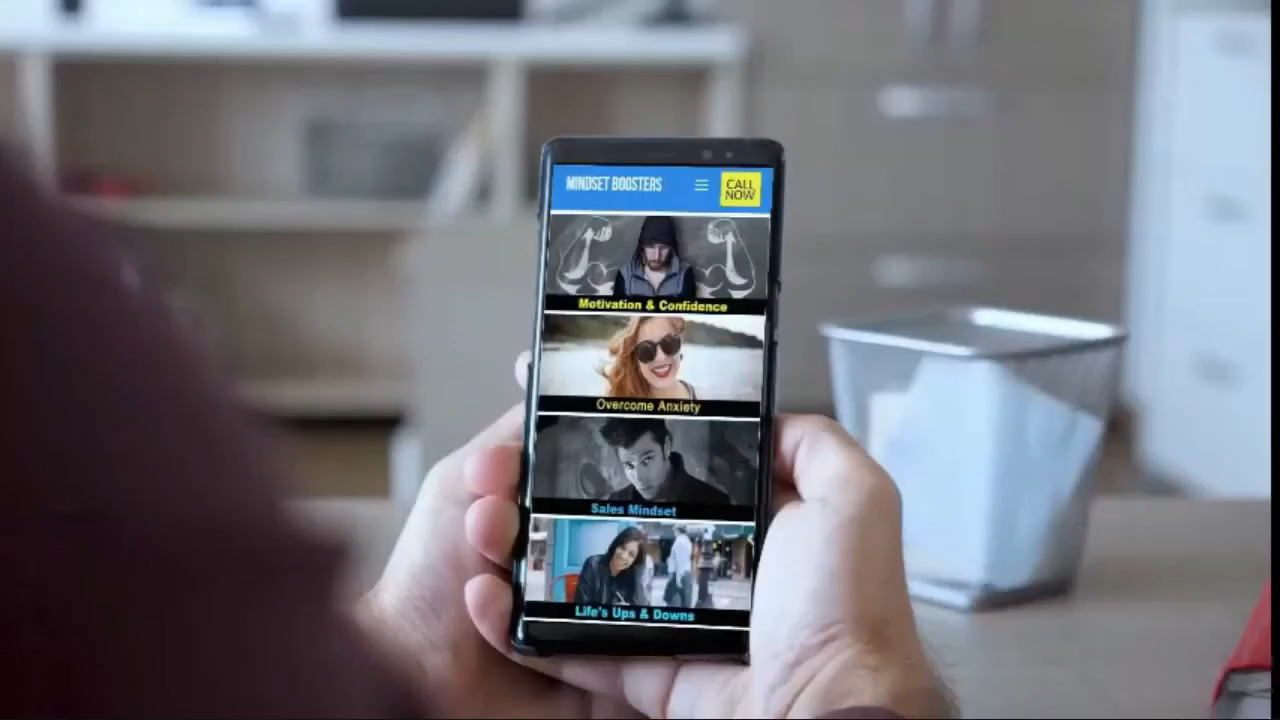 MINDSET BOOSTERS
CALL
NOW
Motivation & Confidence
Overcome Anxiety
Sales Mindset
Life's Ups & Downs